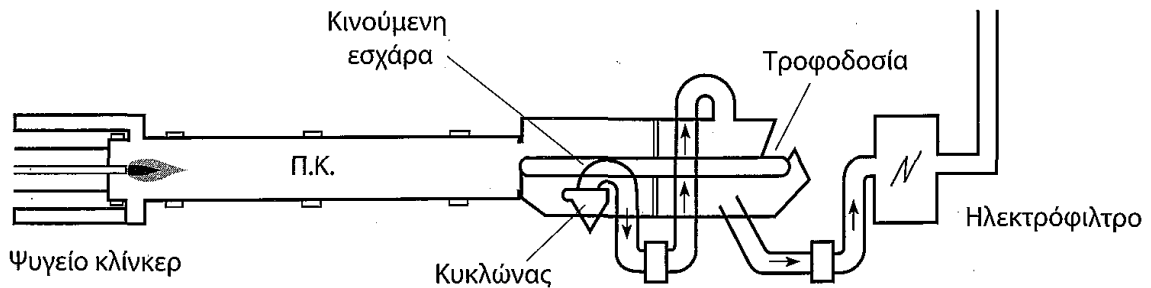 Κινούμενη
εσχάρα
Τροφοδοσία
Π.Κ.
Ηλεκτρόφιλτρο
Ψυγείο κλίνκερ
Κυκλώνας